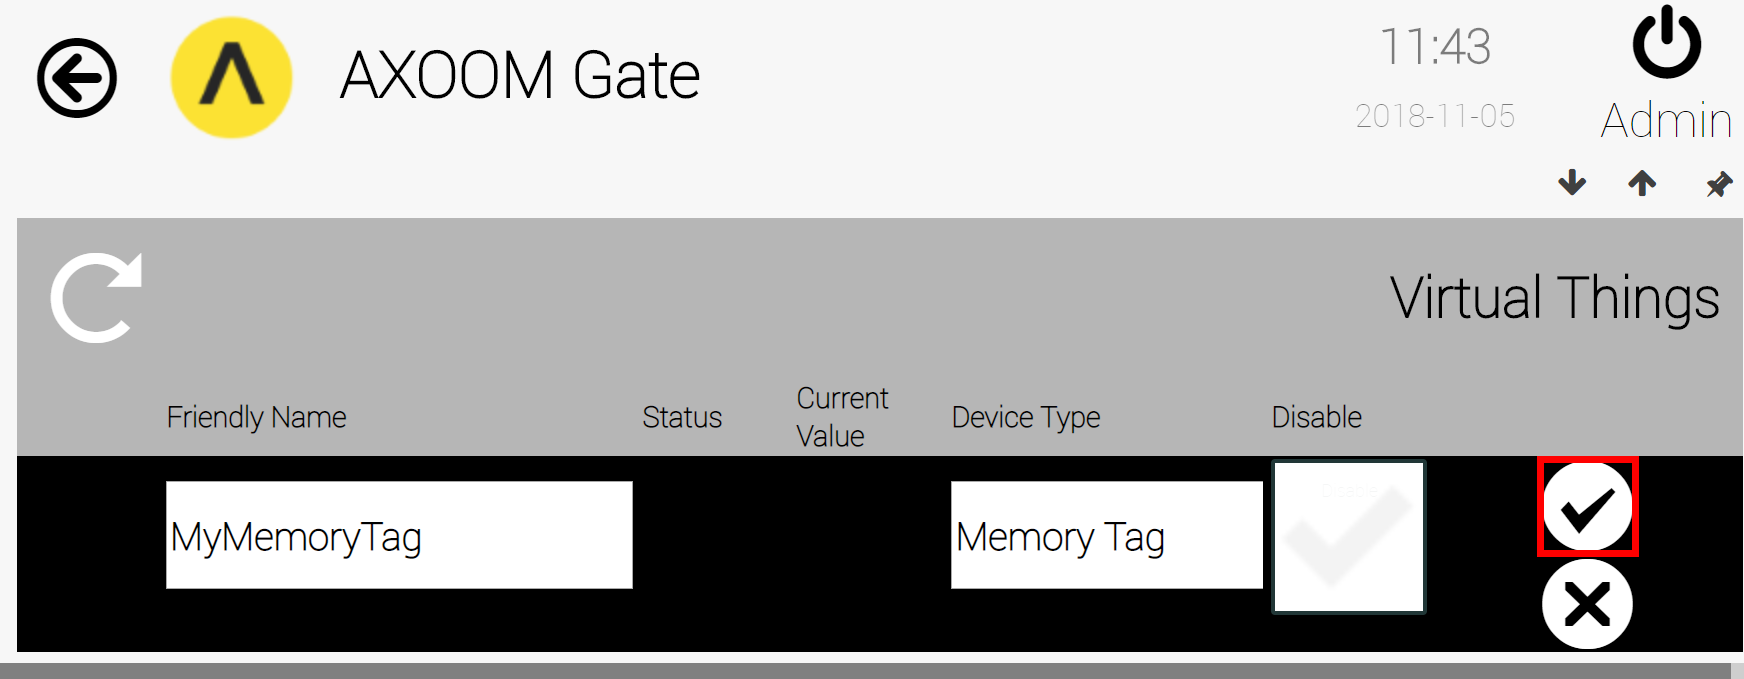 AXOOM Gate
11:43
2018-11-05
Admin
Virtual Things
Friendly Name
Status
Current
Value
Device Type
Disable
MyMemoryTag
Memory Tag
Disable